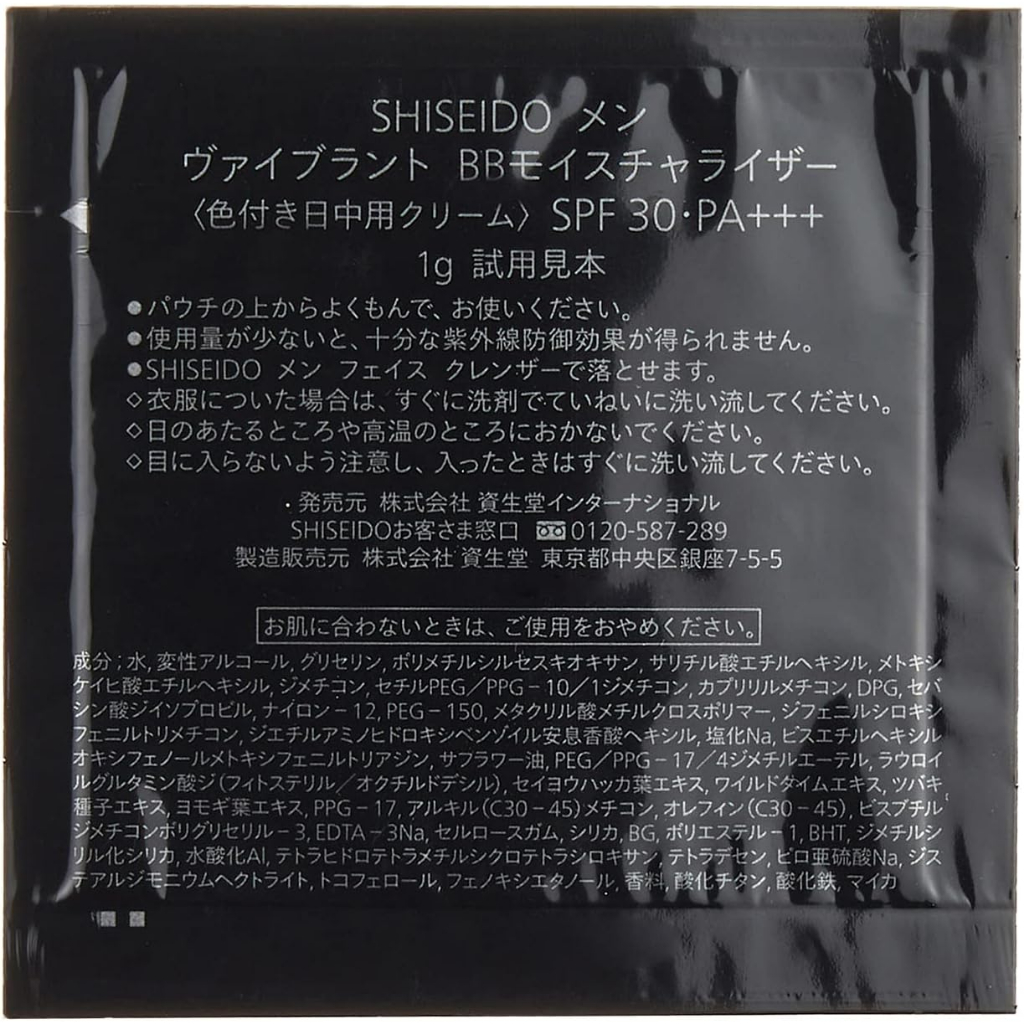 SHISEIDO メン
ヴァイブラント BBモイスチャライザー
〈色付き日中用クリーム〉 SPF 30・PA+++
1g 試用見本
●パウチの上からよくもんで、お使いください。
●使用量が少ないと、十分な紫外線防御効果が得られません。
●SHISEIDO メン フェイス クレンザーで落とせます。
◇衣服についた場合は、すぐに洗剤でていねいに洗い流してください。
◇日のあたるところや高温のところにおかないでください。
◇目に入らないよう注意し、入ったときはすぐに洗い流してください。
・発売元 株式会社 資生堂インターナショナル
SHISEIDOお客さま窓口 0120-587-289
製造販売元 株式会社 資生堂 東京都中央区銀座7-5-5
お肌に合わないときは、ご使用をおやめください。
成分 ; 水, 変性アルコール, グリセリン, ポリメチルシルセスキオキサン, サリチル酸エチルヘキシル, メトキシ
ケイヒ酸エチルヘキシル, ジメチコン, セチルPEG/PPG-10/1ジメチコン, カプリリルメチコン, DPG, セバ
シン酸ジイソプロピル, ナイロン-12, PEG-150, メタクリル酸メチルクロスポリマー, ジフェニルシロキシ
フェニルトリメチコン, ジエチルアミノヒドロキシベンゾイル安息香酸ヘキシル, 塩化Na, ビスエチルヘキシル
オキシフェノールメトキシフェニルトリアジン, サフラワー油, PEG/PPG-17/4ジメチルエーテル, ラウロイ
ルグルタミン酸ジ(フィトステリル/オクチルドデシル), セイヨウハッカ葉エキス, ワイルドタイムエキス, ツバキ
種子エキス, ヨモギ葉エキス, PPG-17, アルキル(C30-45)メチコン, オレフィン(C30-45), ビスブチル
ジメチコンポリグリセリル-3, EDTA-3Na, セルロースガム, シリカ, BG, ポリエステル-1, BHT, ジメチルシ
リル化シリカ, 水酸化Al, テトラヒドロテトラメチルシクロテトラシロキサン, テトラデセン, ピロ亜硫酸Na, ジス
テアルジモニウムヘクトライト, トコフェロール, フェノキシエタノール, 香料, 酸化チタン, 酸化鉄, マイカ